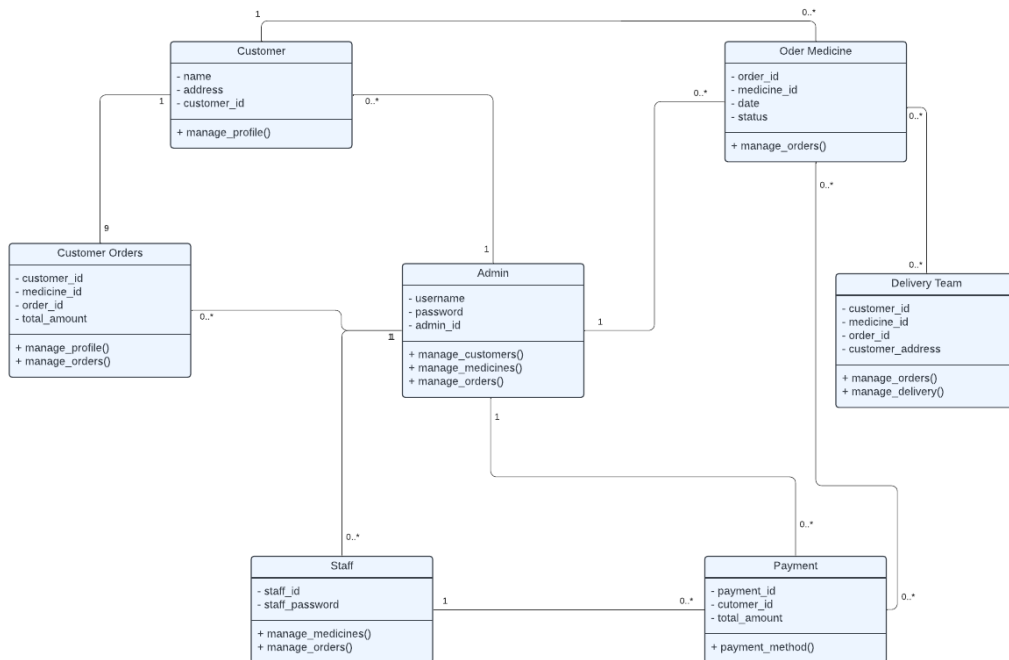 1
0..*
Customer
- name
- address
- customer_id
+ manage_profile()
Oder Medicine
- order_id
- medicine_id
- date
- status
+ manage_orders()
1
0..*
0..*
0..*
0..*
9
1
0..*
Customer Orders
- customer_id
- medicine_id
- order_id
- total_amount
+ manage_profile()
+ manage_orders()
Admin
- username
- password
- admin_id
+ manage_customers()
+ manage_medicines()
+ manage_orders()
Delivery Team
- customer_id
- medicine_id
- order_id
- customer_address
+ manage_orders()
+ manage_delivery()
0..*
1
1
1
1
0..*
0..*
Staff
- staff_id
- staff_password
+ manage_medicines()
+ manage_orders()
1
0..*
Payment
- payment_id
- cutomer_id
- total_amount
+ payment_method()
0..*